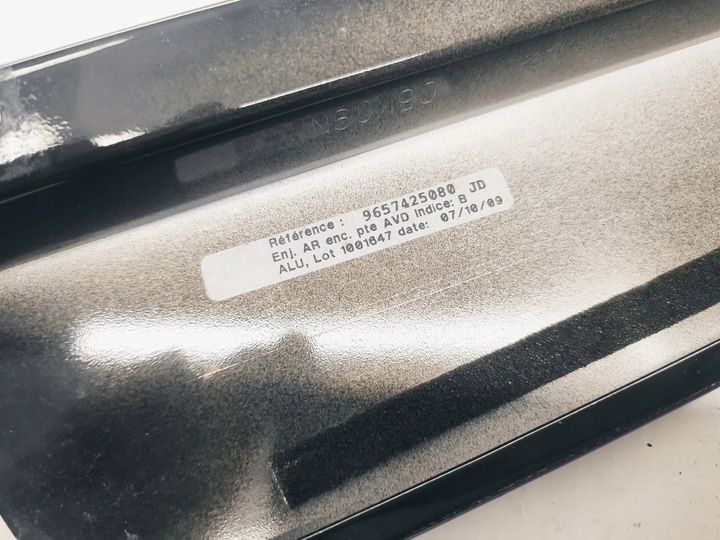 Référence : 9657425080 JD
Enj. AR enc. pte AVD Indice: B
ALU, Lot 1001647 date: 07/10/09